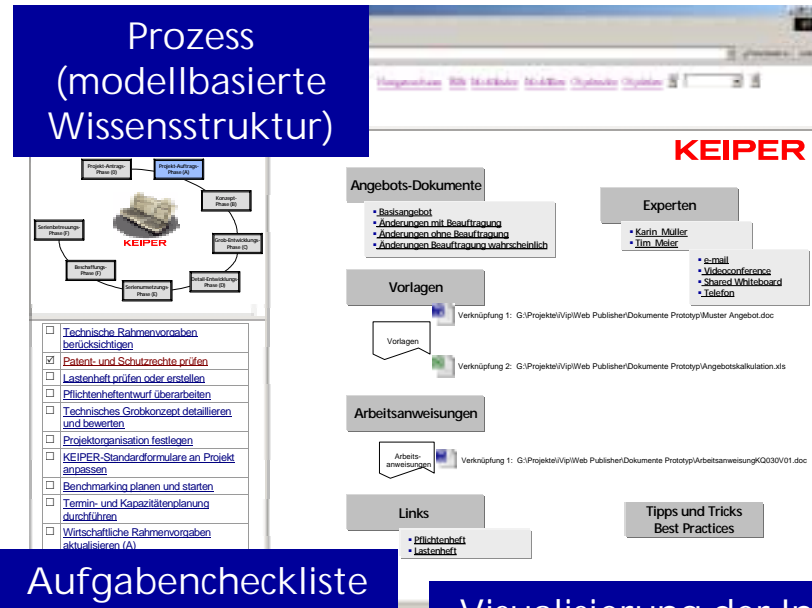 Prozess
(modellbasierte
Wissensstruktur)
KEIPER
Projekt-Antrags-
Phase (0)
Projekt-Auftrags-
Phase (A)
Konzept-
Phase (B)
Grob-Entwicklungs-
Phase (C)
Detail-Entwicklungs-
Phase (D)
Serienumsetzungs-
Phase (E)
Beschaffungs-
Phase (F)
Serienbetreuungs-
Phase (F)
KEIPER
☐ Technische Rahmenvorgaben
berücksichtigen
☑ Patent- und Schutzrechte prüfen
☐ Lastenheft prüfen oder erstellen
☐ Pflichtenheftentwurf überarbeiten
☐ Technisches Grobkonzept detaillieren
und bewerten
☐ Projektorganisation festlegen
☐ KEIPER-Standardformulare an Projekt
anpassen
☐ Benchmarking planen und starten
☐ Termin- und Kapazitätenplanung
durchführen
☐ Wirtschaftliche Rahmenvorgaben
aktualisieren (A)
Aufgabencheckliste
Angebots-Dokumente
▪ Basisangebot
▪ Änderungen mit Beauftragung
▪ Änderungen ohne Beauftragung
▪ Änderungen Beauftragung wahrscheinlich
Experten
▪ Karin Müller
▪ Tim Meier
▪ e-mail
▪ Videoconference
▪ Shared Whiteboard
▪ Telefon
Vorlagen
Vorlagen
Verknüpfung 1: G:\Projekte\iVip\Web Publisher\Dokumente Prototyp\Muster Angebot.doc
Verknüpfung 2: G:\Projekte\iVip\Web Publisher\Dokumente Prototyp\Angebotskalkulation.xls
Arbeitsanweisungen
Arbeits-
anweisungen
Verknüpfung 1: G:\Projekte\iVip\Web Publisher\Dokumente Prototyp\ArbeitsanweisungKQ030V01.doc
Links
▪ Pflichtenheft
▪ Lastenheft
Tipps und Tricks
Best Practices
Visualisierung der